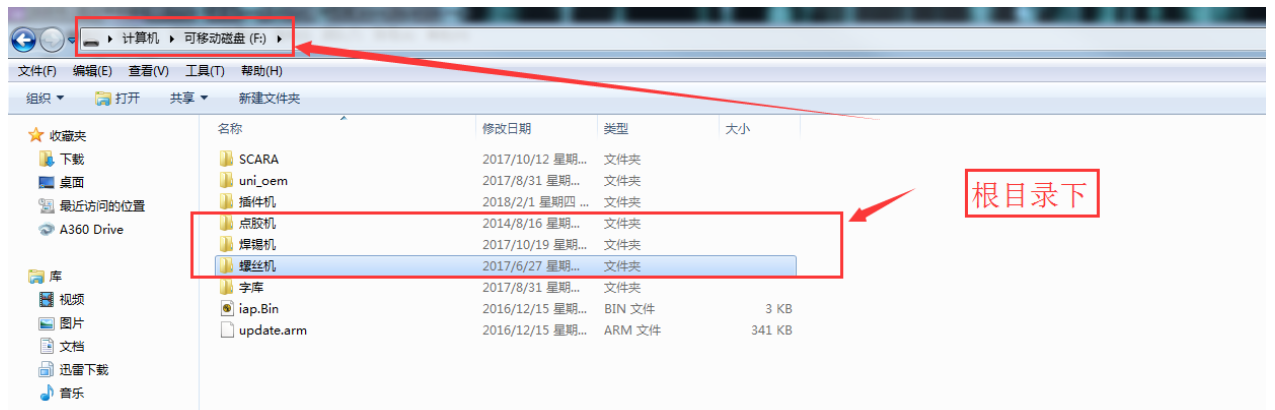 计算机 ▸ 可移动磁盘 (F:) ▸
文件(F) 编辑(E) 查看(V) 工具(T) 帮助(H)
组织 打开 共享 新建文件夹
名称 修改日期 类型 大小
收藏夹
下载
桌面
最近访问的位置
A360 Drive
库
视频
图片
文档
迅雷下载
音乐
SCARA 2017/10/12 星期... 文件夹
uni_oem 2017/8/31 星期... 文件夹
插件机 2018/2/1 星期四 ... 文件夹
点胶机 2014/8/16 星期... 文件夹
焊锡机 2017/10/19 星期... 文件夹
螺丝机 2017/6/27 星期... 文件夹
字库 2017/8/31 星期... 文件夹
iap.Bin 2016/12/15 星期... BIN 文件 3 KB
update.arm 2016/12/15 星期... ARM 文件 341 KB
根目录下